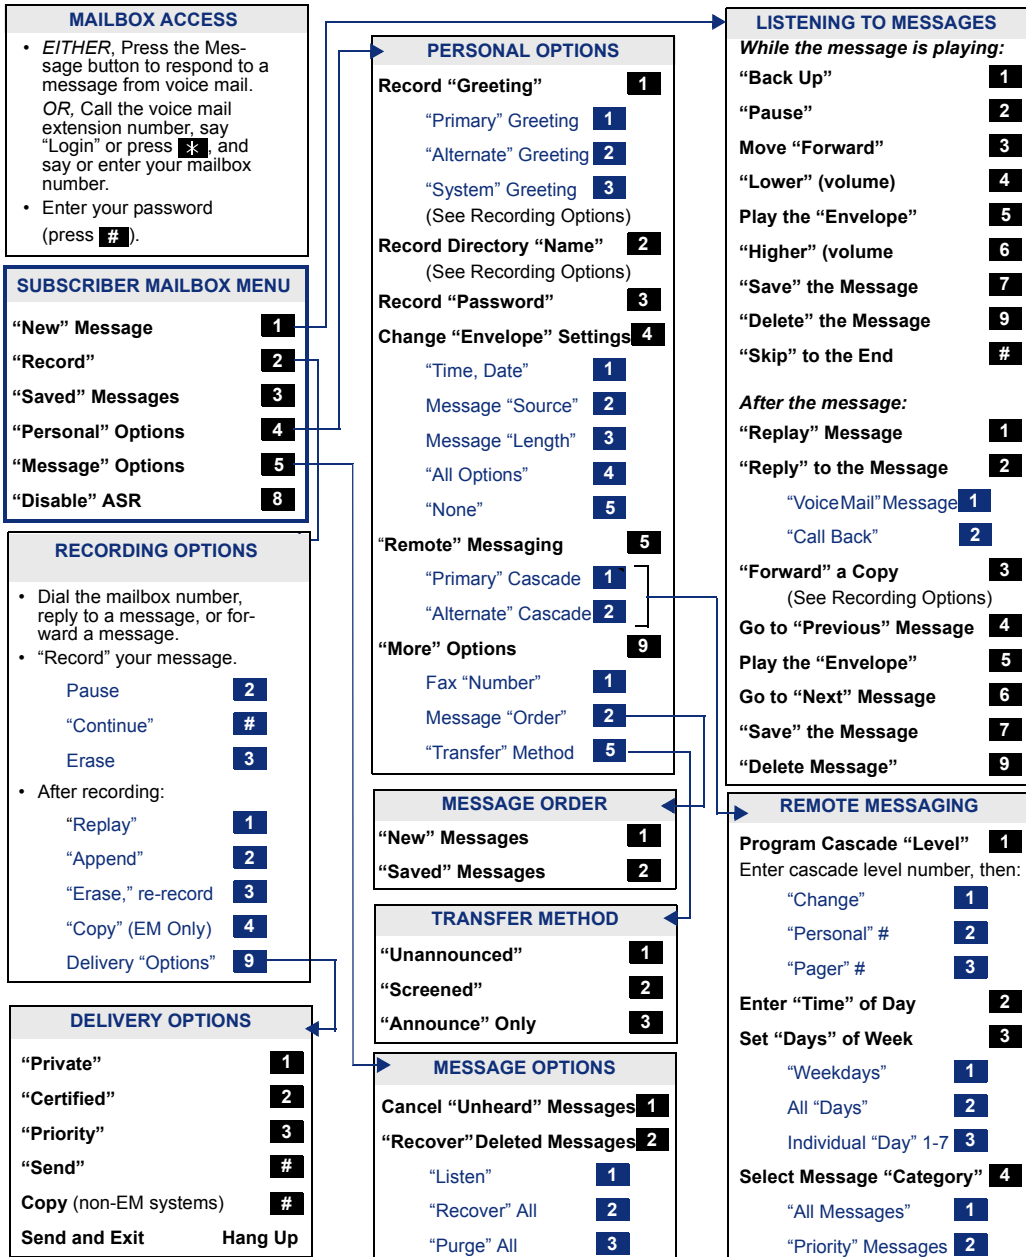 MAILBOX ACCESS
• EITHER, Press the Mes-
sage button to respond to a
message from voice mail.
OR, Call the voice mail
extension number, say
“Login” or press *, and
say or enter your mailbox
number.
• Enter your password
(press # ).
SUBSCRIBER MAILBOX MENU
“New” Message 1
“Record” 2
“Saved” Messages 3
“Personal” Options 4
“Message” Options 5
“Disable” ASR 8
RECORDING OPTIONS
• Dial the mailbox number,
reply to a message, or for-
ward a message.
• “Record” your message.
Pause 2
“Continue” #
Erase 3
• After recording:
“Replay” 1
“Append” 2
“Erase,” re-record 3
“Copy” (EM Only) 4
Delivery “Options” 9
DELIVERY OPTIONS
“Private” 1
“Certified” 2
“Priority” 3
“Send” #
Copy (non-EM systems) #
Send and Exit Hang Up
PERSONAL OPTIONS
Record “Greeting” 1
“Primary” Greeting 1
“Alternate” Greeting 2
“System” Greeting 3
(See Recording Options)
Record Directory “Name” 2
(See Recording Options)
Record “Password” 3
Change “Envelope” Settings 4
“Time, Date” 1
Message “Source” 2
Message “Length” 3
“All Options” 4
“None” 5
“Remote” Messaging 5
“Primary” Cascade 1
“Alternate” Cascade 2
“More” Options 9
Fax “Number” 1
Message “Order” 2
“Transfer” Method 5
MESSAGE ORDER
“New” Messages 1
“Saved” Messages 2
TRANSFER METHOD
“Unannounced” 1
“Screened” 2
“Announce” Only 3
MESSAGE OPTIONS
Cancel “Unheard” Messages 1
“Recover” Deleted Messages 2
“Listen” 1
“Recover” All 2
“Purge” All 3
LISTENING TO MESSAGES
While the message is playing:
“Back Up” 1
“Pause” 2
Move “Forward” 3
“Lower” (volume) 4
Play the “Envelope” 5
“Higher” (volume 6
“Save” the Message 7
“Delete” the Message 9
“Skip” to the End #
After the message:
“Replay” Message 1
“Reply” to the Message 2
“Voice Mail” Message 1
“Call Back” 2
“Forward” a Copy 3
(See Recording Options)
Go to “Previous” Message 4
Play the “Envelope” 5
Go to “Next” Message 6
“Save” the Message 7
“Delete Message” 9
REMOTE MESSAGING
Program Cascade “Level” 1
Enter cascade level number, then:
“Change” 1
“Personal” # 2
“Pager” # 3
Enter “Time” of Day 2
Set “Days” of Week 3
“Weekdays” 1
All “Days” 2
Individual “Day” 1-7 3
Select Message “Category” 4
“All Messages” 1
“Priority” Messages 2